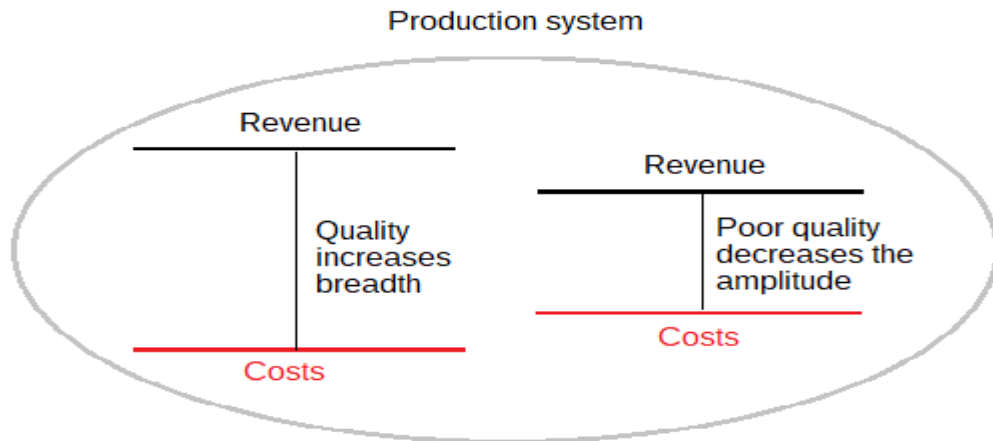 Production system
Revenue
Quality
increases
breadth
Costs
Revenue
Poor quality
decreases the
amplitude
Costs